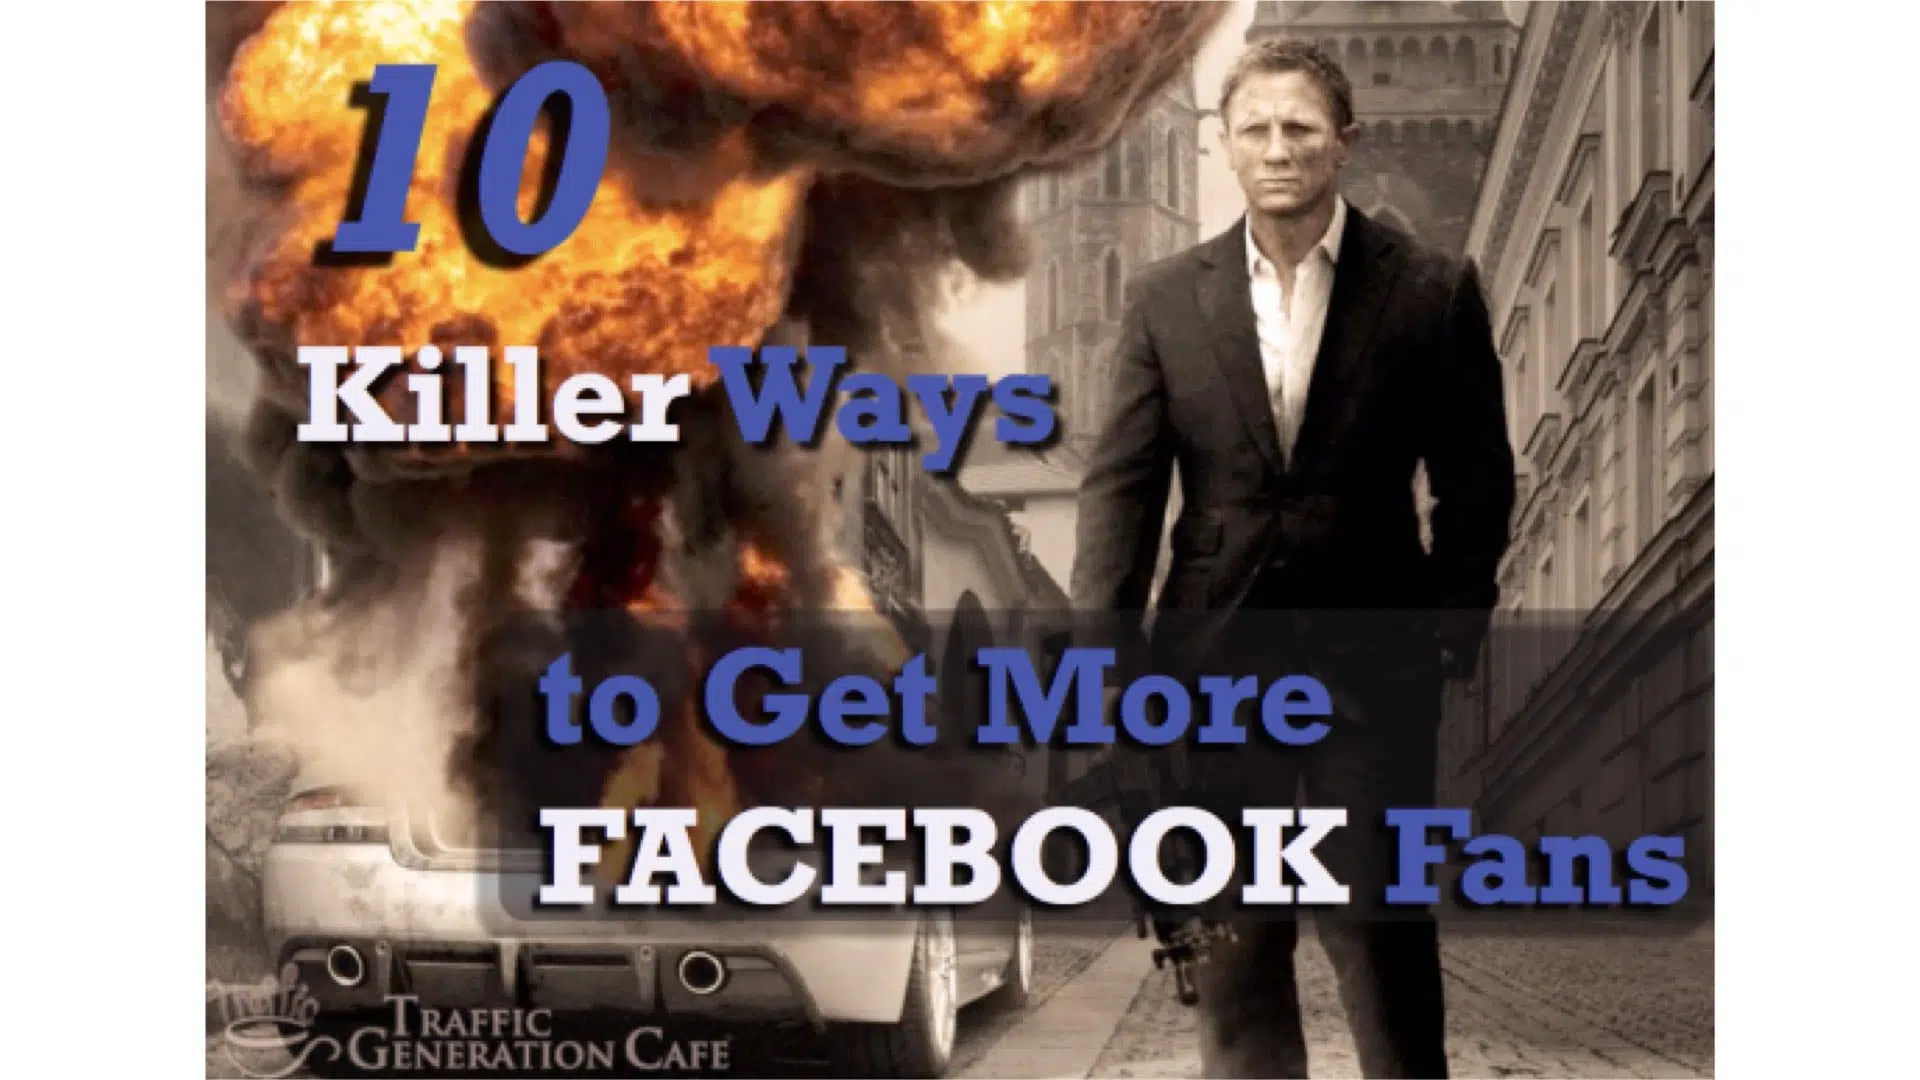 10
Killer Ways
to Get More
FACEBOOK Fans
Traffic
TRAFFIC
GENERATION CAFE